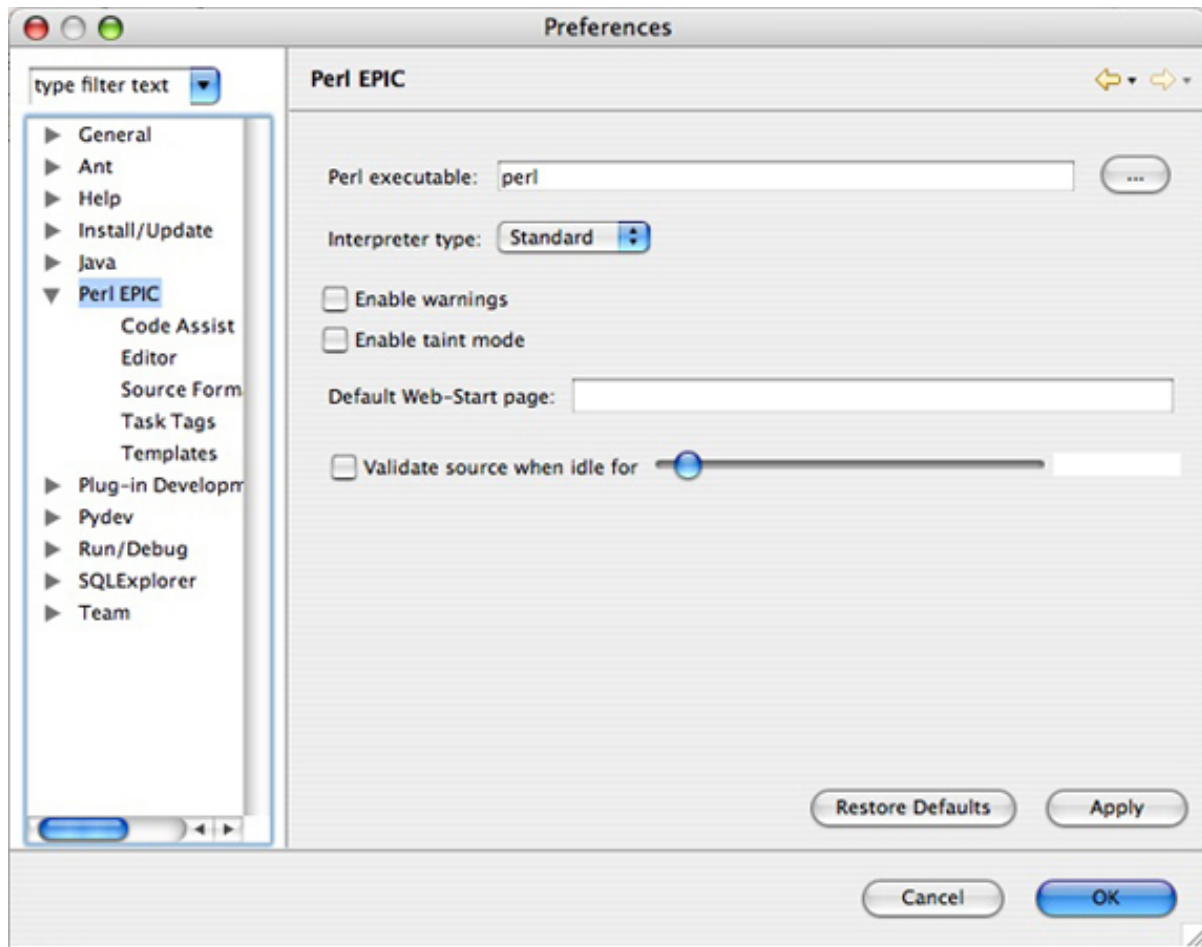 Preferences
type filter text
General
Ant
Help
Install/Update
Java
Perl EPIC
Code Assist
Editor
Source Form
Task Tags
Templates
Plug-in Developm
Pydev
Run/Debug
SQLExplorer
Team
Perl EPIC
Perl executable: perl ...
Interpreter type: Standard
Enable warnings
Enable taint mode
Default Web-Start page:
Validate source when idle for
Restore Defaults Apply
Cancel OK